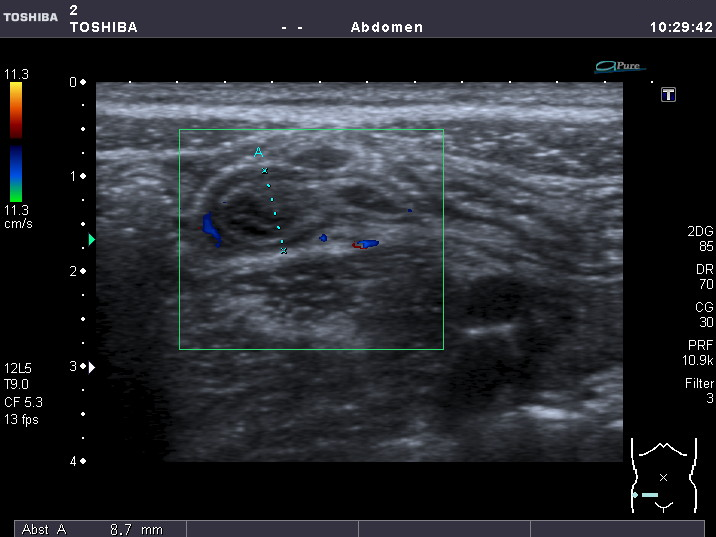 TOSHIBA
2
TOSHIBA - - Abdomen 10:29:42
Pure
T
11.3
11.3
cm/s
0
1
2
3
4
A
12L5
T9.0
CF 5.3
13 fps
2DG
85
DR
70
CG
30
PRF
10.9k
Filter
3
Abst A 8.7 mm